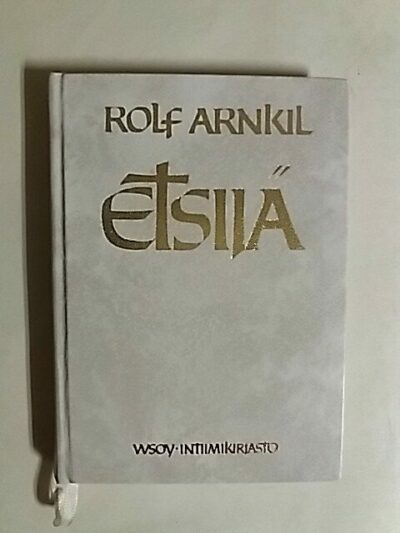 ROLF ARNKIL
ETSIJÄ
WSOY·INTIIMIKIRJASTO